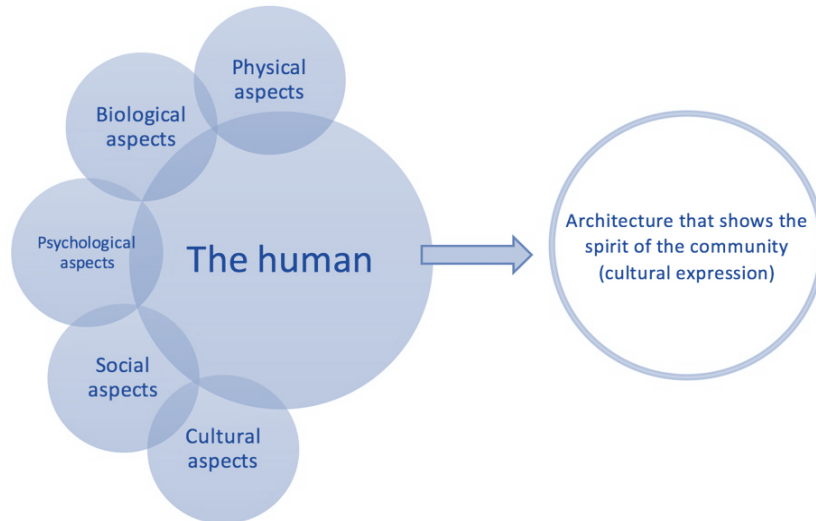 Physical
aspects
Biological
aspects
Psychological
aspects
The human
Social
aspects
Cultural
aspects
Architecture that shows the
spirit of the community
(cultural expression)